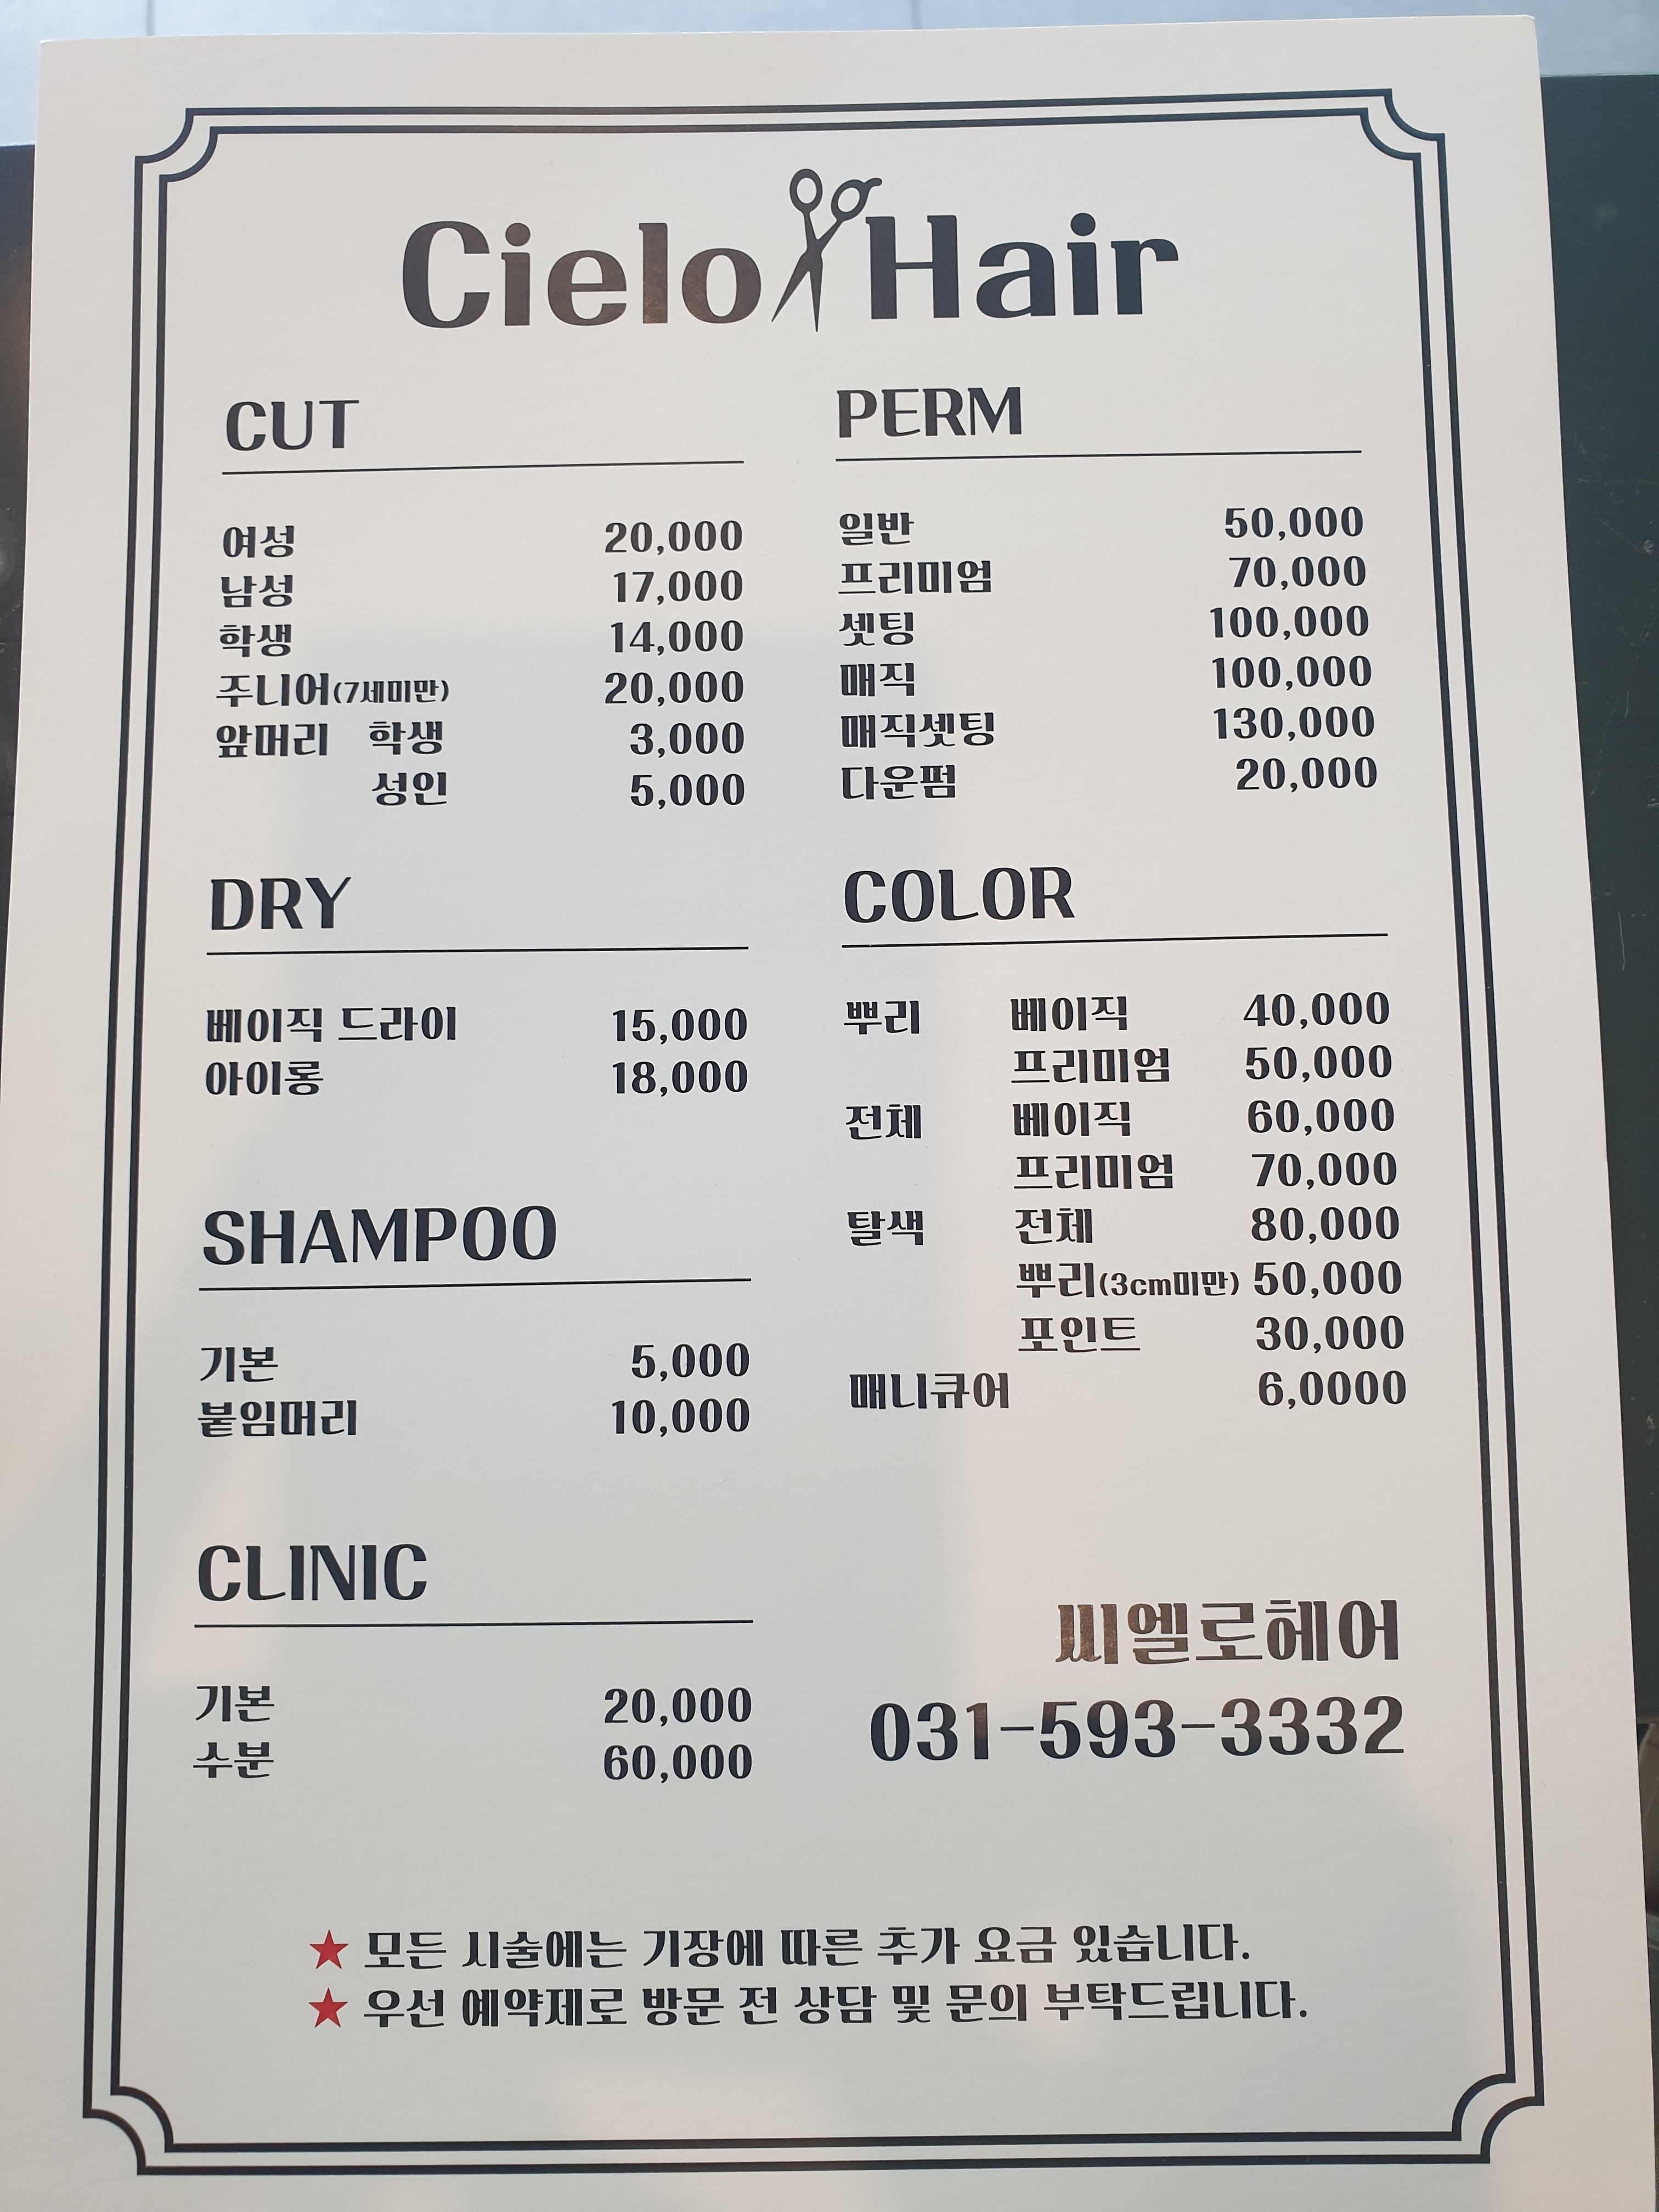 Cielo Hair
CUT
여성 20,000
남성 17,000
학생 14,000
주니어(7세미만) 20,000
앞머리 학생 3,000
성인 5,000
DRY
베이직 드라이 15,000
아이롱 18,000
SHAMPOO
기본 5,000
붙임머리 10,000
CLINIC
기본 20,000
수분 60,000
PERM
일반 50,000
프리미엄 70,000
셋팅 100,000
매직 100,000
매직셋팅 130,000
다운펌 20,000
COLOR
뿌리 베이직 40,000
프리미엄 50,000
전체 베이직 60,000
프리미엄 70,000
탈색 전체 80,000
뿌리(3cm미만) 50,000
포인트 30,000
매니큐어 6,0000
씨엘로헤어
031-593-3332
★ 모든 시술에는 기장에 따른 추가 요금 있습니다.
★ 우선 예약제로 방문 전 상담 및 문의 부탁드립니다.